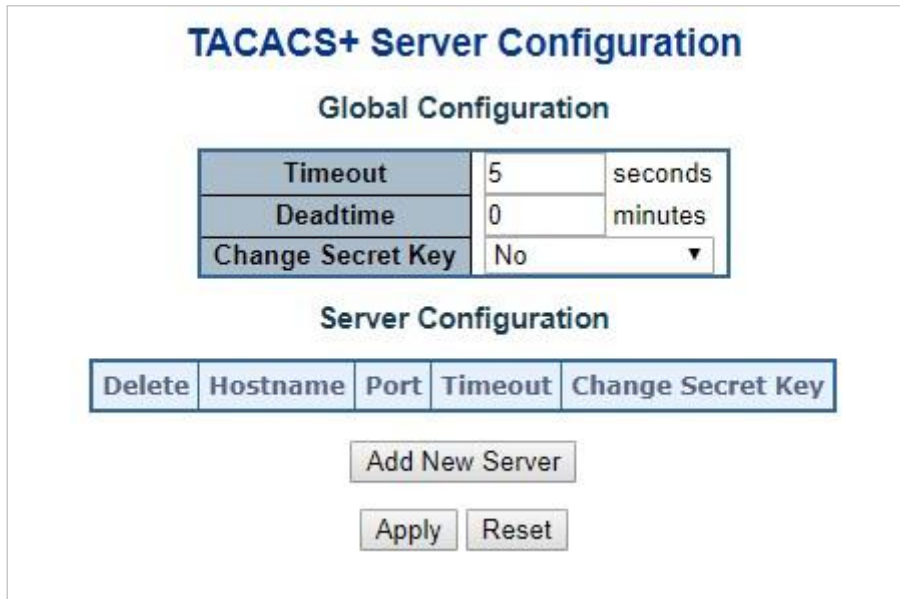 TACACS+ Server Configuration
Global Configuration
Timeout 5 seconds
Deadtime 0 minutes
Change Secret Key No
Server Configuration
Delete Hostname Port Timeout Change Secret Key
Add New Server
Apply Reset